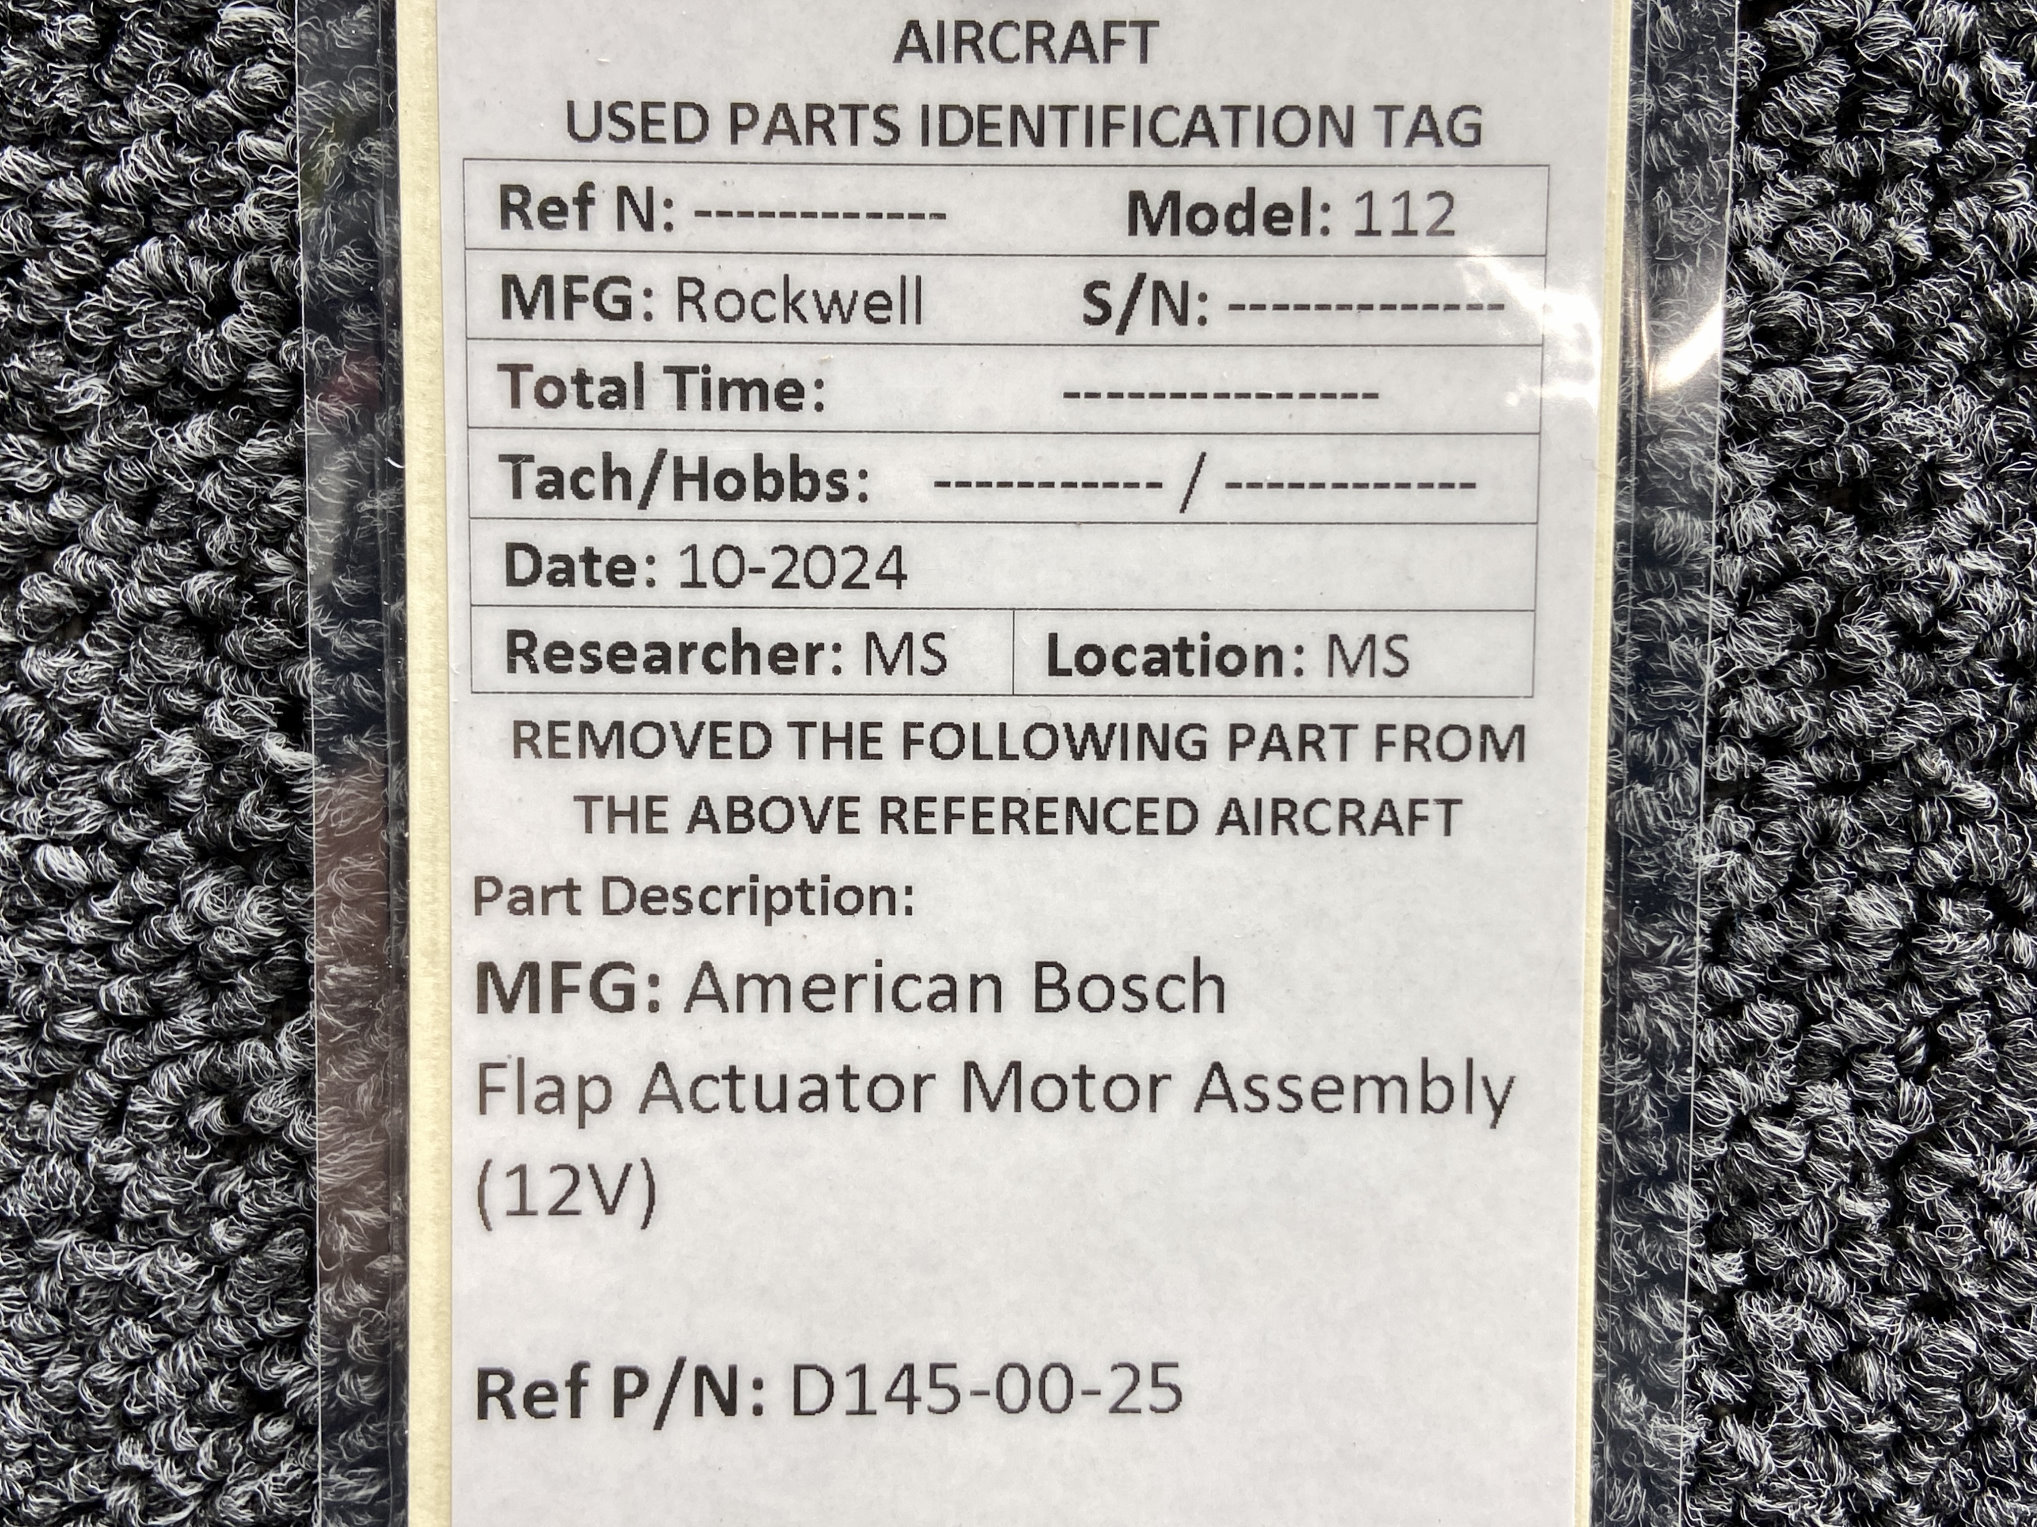 AIRCRAFT
USED PARTS IDENTIFICATION TAG
Ref N: ------------ Model: 112
MFG: Rockwell S/N: -------------
Total Time: ---------------
Tach/Hobbs: ----------- / ------------
Date: 10-2024
Researcher: MS Location: MS
REMOVED THE FOLLOWING PART FROM
THE ABOVE REFERENCED AIRCRAFT
Part Description:
MFG: American Bosch
Flap Actuator Motor Assembly
(12V)
Ref P/N: D145-00-25